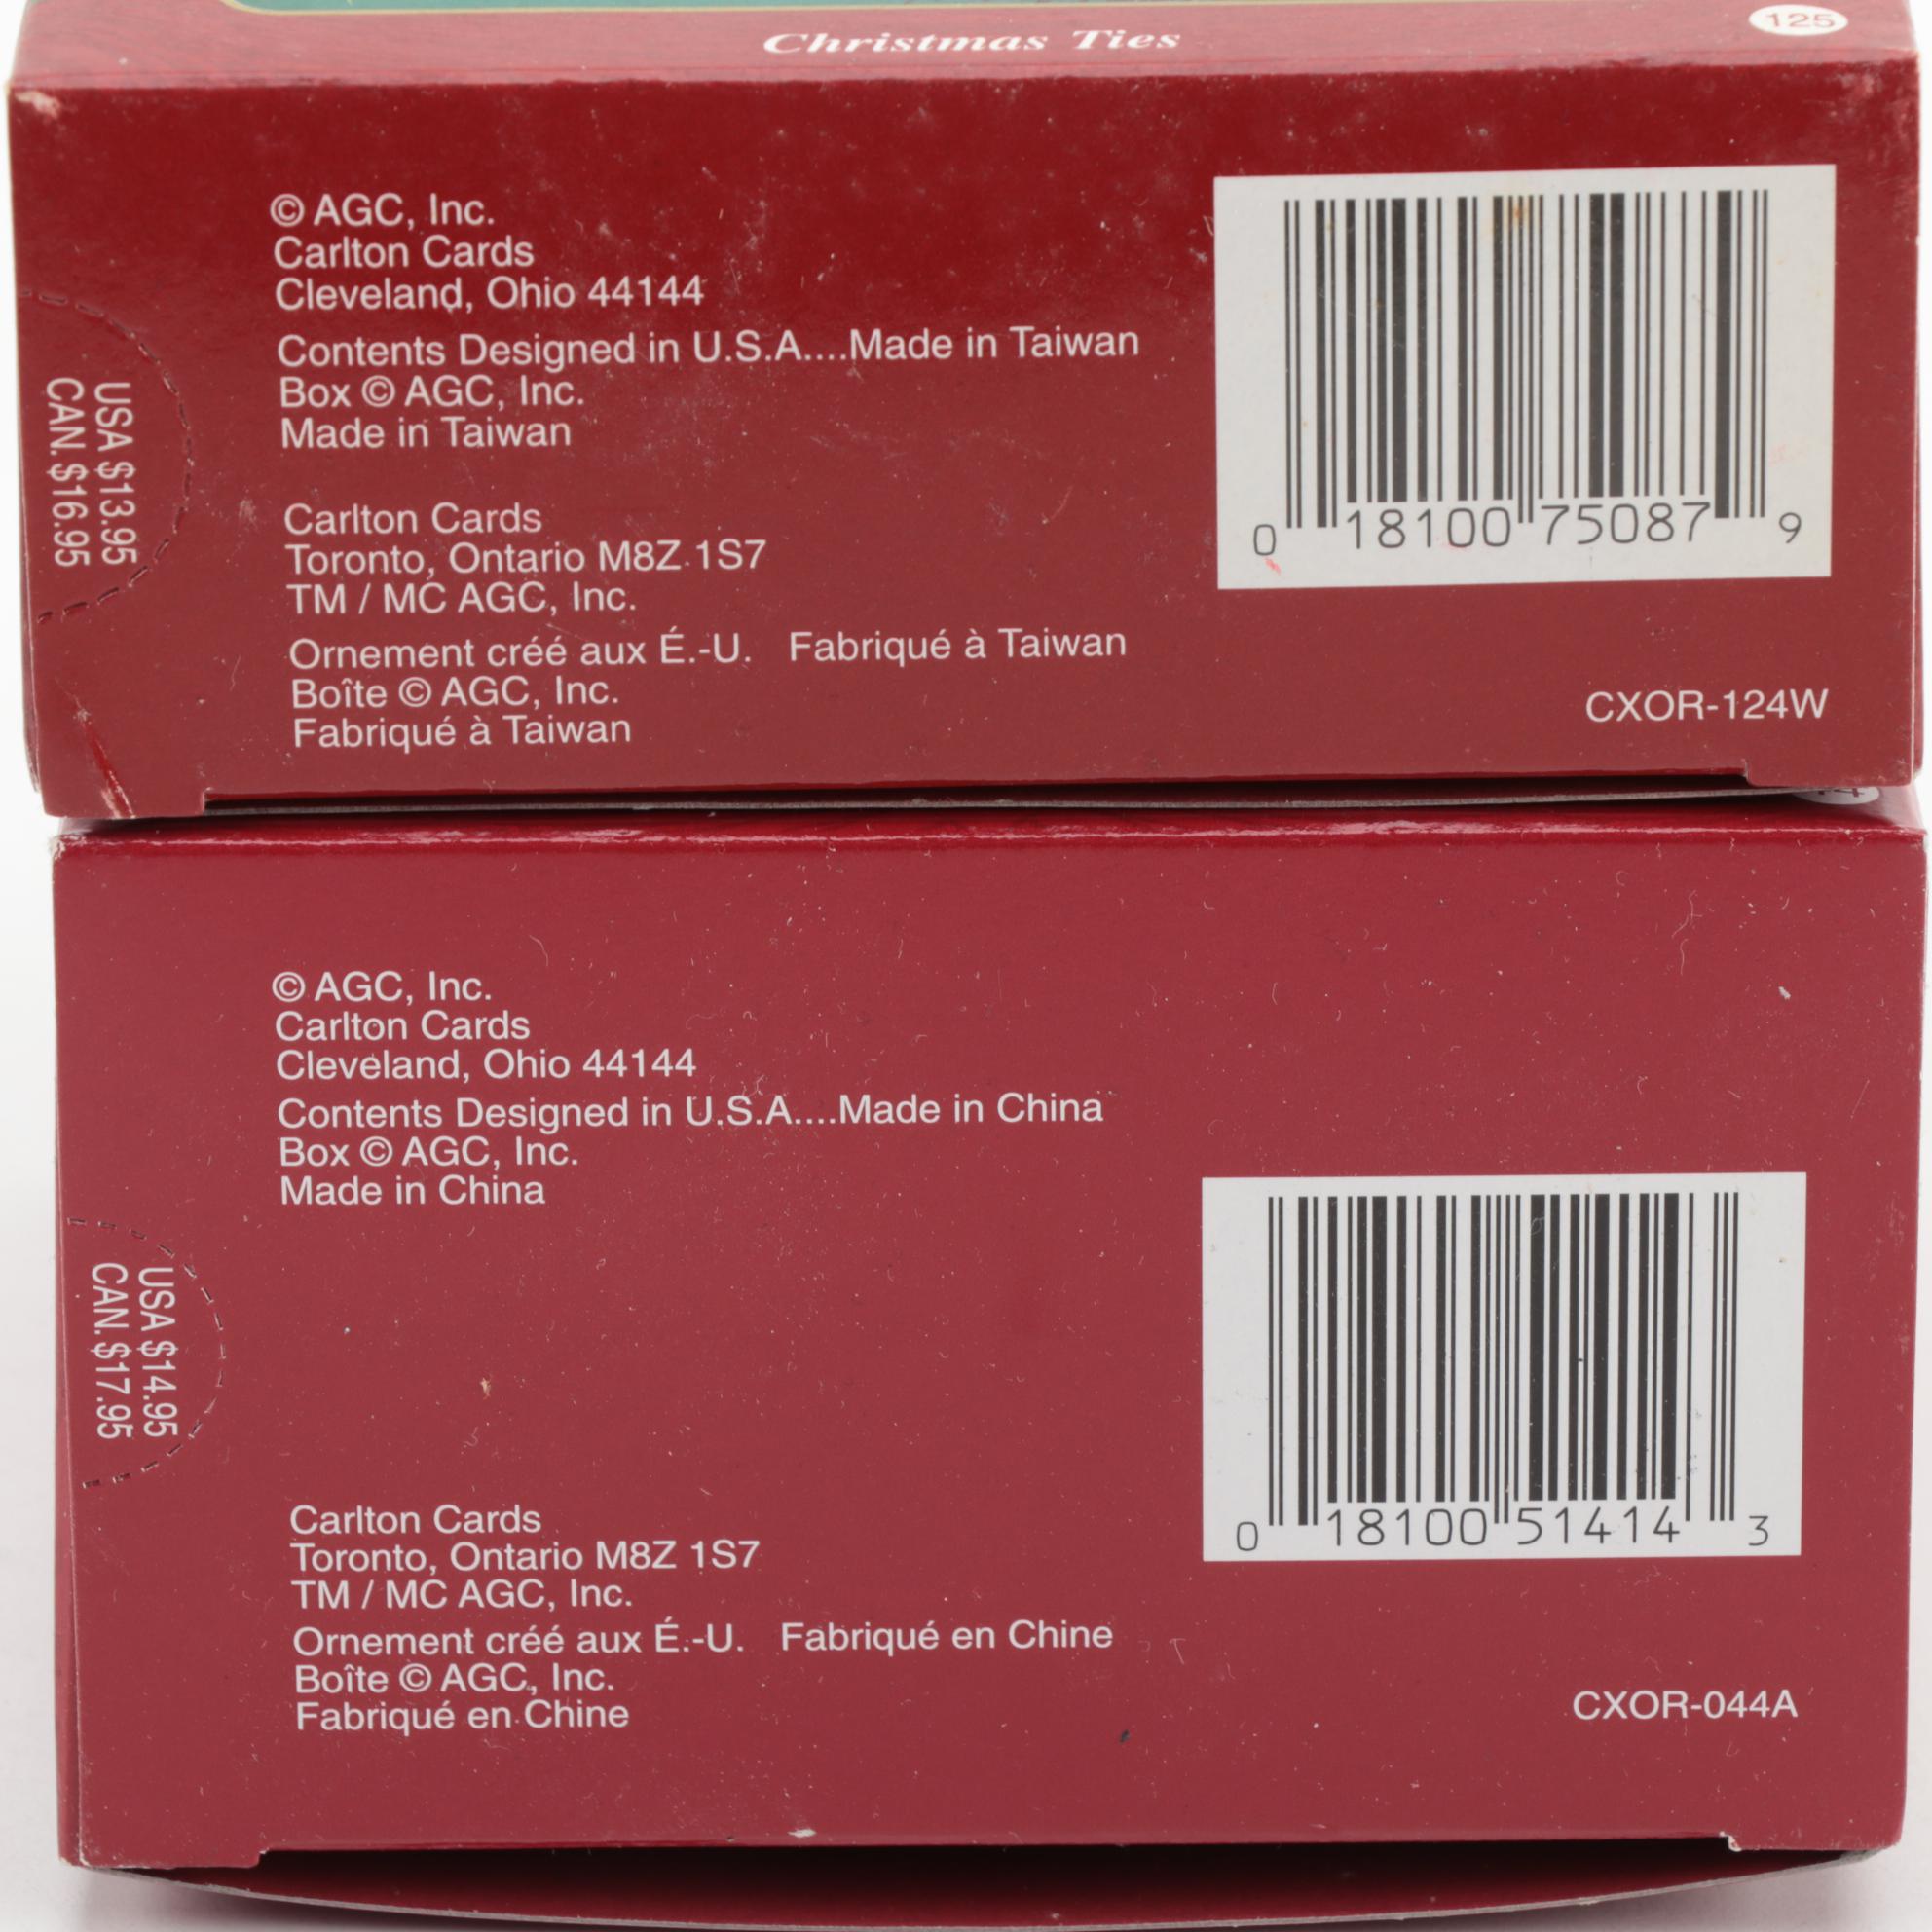 Christmas Ties
125
© AGC, Inc.
Carlton Cards
Cleveland, Ohio 44144
Contents Designed in U.S.A....Made in Taiwan
Box © AGC, Inc.
Made in Taiwan
USA $13.95
CAN. $16.95
Carlton Cards
Toronto, Ontario M8Z 1S7
TM / MC AGC, Inc.
Ornement créé aux É.-U. Fabriqué à Taiwan
Boîte © AGC, Inc.
Fabriqué à Taiwan
0 18100 75087 9
CXOR-124W
© AGC, Inc.
Carlton Cards
Cleveland, Ohio 44144
Contents Designed in U.S.A....Made in China
Box © AGC, Inc.
Made in China
USA $14.95
CAN. $17.95
Carlton Cards
Toronto, Ontario M8Z 1S7
TM / MC AGC, Inc.
Ornement créé aux É.-U. Fabriqué en Chine
Boîte © AGC, Inc.
Fabriqué en Chine
0 18100 51414 3
CXOR-044A